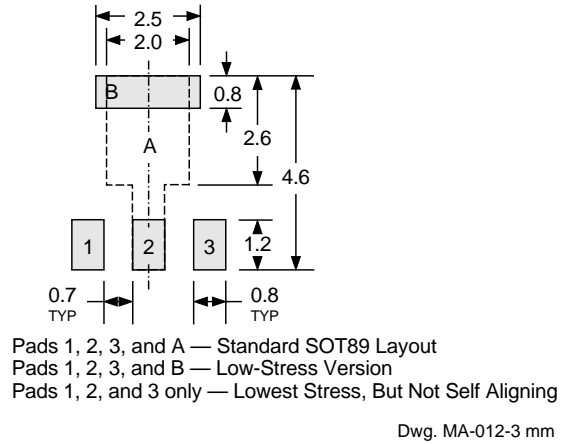 2.5
2.0
B
0.8
A
2.6
4.6
1
2
3
1.2
0.7
TYP
0.8
TYP
Pads 1, 2, 3, and A — Standard SOT89 Layout
Pads 1, 2, 3, and B — Low-Stress Version
Pads 1, 2, and 3 only — Lowest Stress, But Not Self Aligning
Dwg. MA-012-3 mm